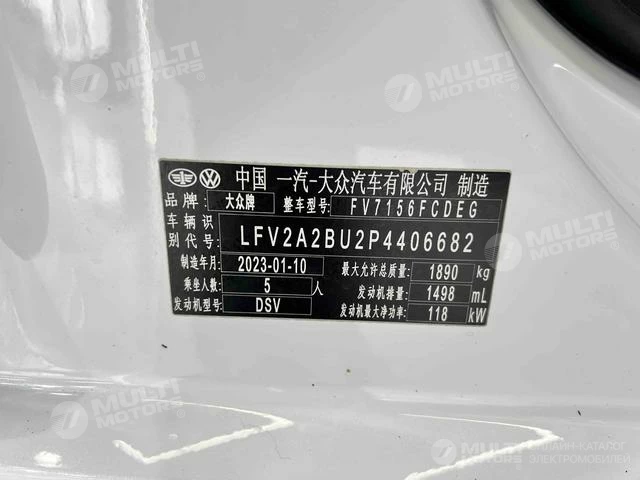 中国 一汽-大众汽车有限公司 制造
品牌: 大众牌 整车型号: FV7156FCDEG
车辆识别代号: LFV2A2BU2P4406682
制造年月: 2023-01-10 最大允许总质量: 1890 kg
乘坐人数: 5 人 发动机排量: 1498 mL
发动机型号: DSV 发动机最大净功率: 118 kW
MULTI MOTORS
MULTI MOTORS
MULTI MOTORS
MULTI MOTORS
ОНЛАЙН-КАТАЛОГ
ЭЛЕКТРОМОБИЛЕЙ